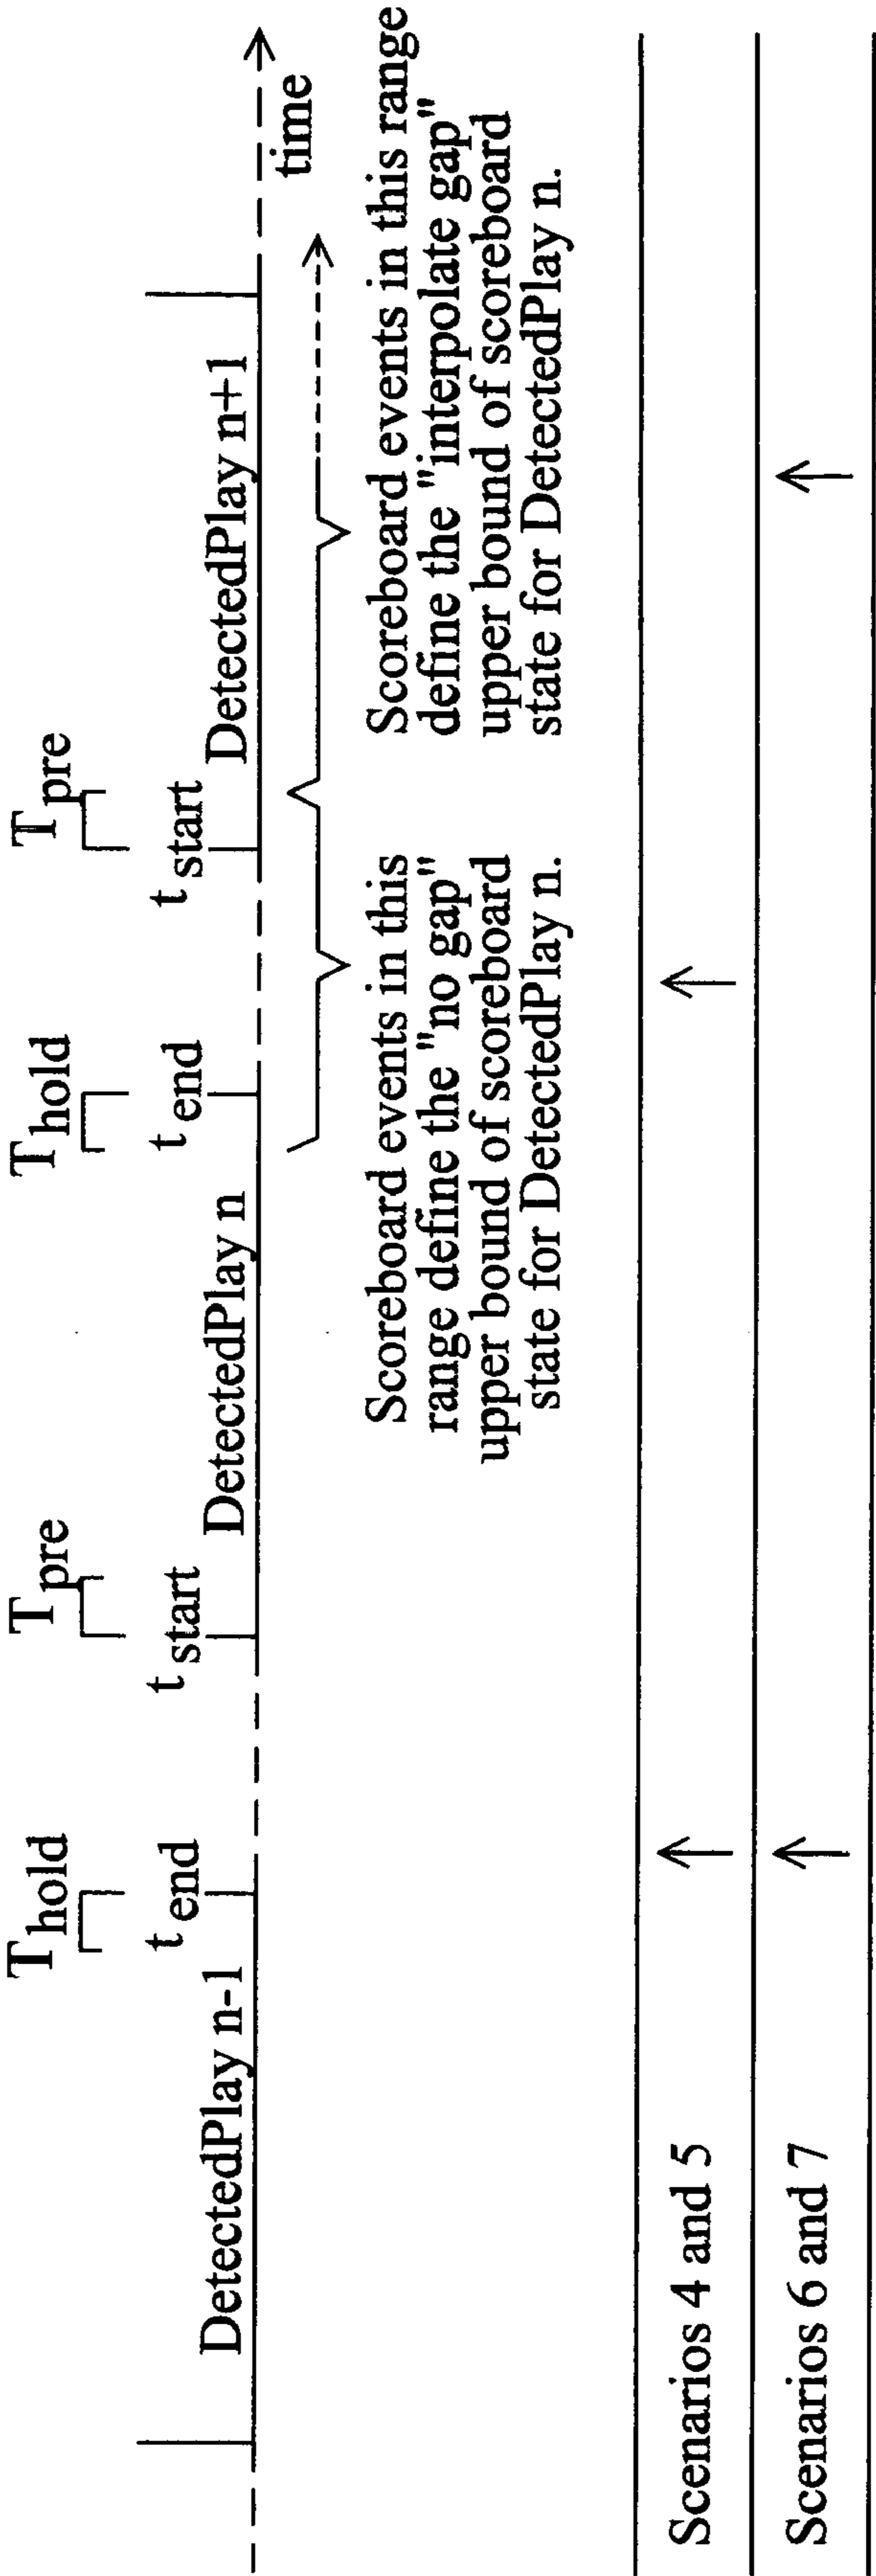 T hold
T pre
T hold
T pre
t end
t start
t end
t start
DetectedPlay n-1
DetectedPlay n
DetectedPlay n+1
time
Scoreboard events in this
range define the "no gap"
upper bound of scoreboard
state for DetectedPlay n.
Scoreboard events in this range
define the "interpolate gap"
upper bound of scoreboard
state for DetectedPlay n.
Scenarios 4 and 5
Scenarios 6 and 7